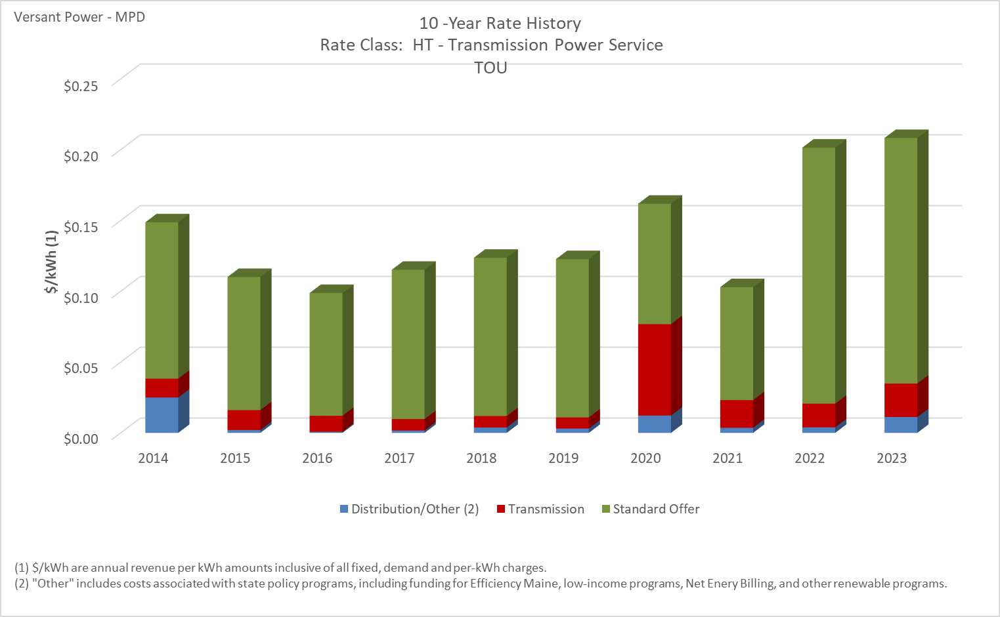 Versant Power - MPD
10 -Year Rate History
Rate Class:  HT - Transmission Power Service
TOU
$/kWh (1)
$0.25
$0.20
$0.15
$0.10
$0.05
$0.00
2014 2015 2016 2017 2018 2019 2020 2021 2022 2023
Distribution/Other (2) Transmission Standard Offer
(1) $/kWh are annual revenue per kWh amounts inclusive of all fixed, demand and per-kWh charges.
(2) "Other" includes costs associated with state policy programs, including funding for Efficiency Maine, low-income programs, Net Enery Billing, and other renewable programs.